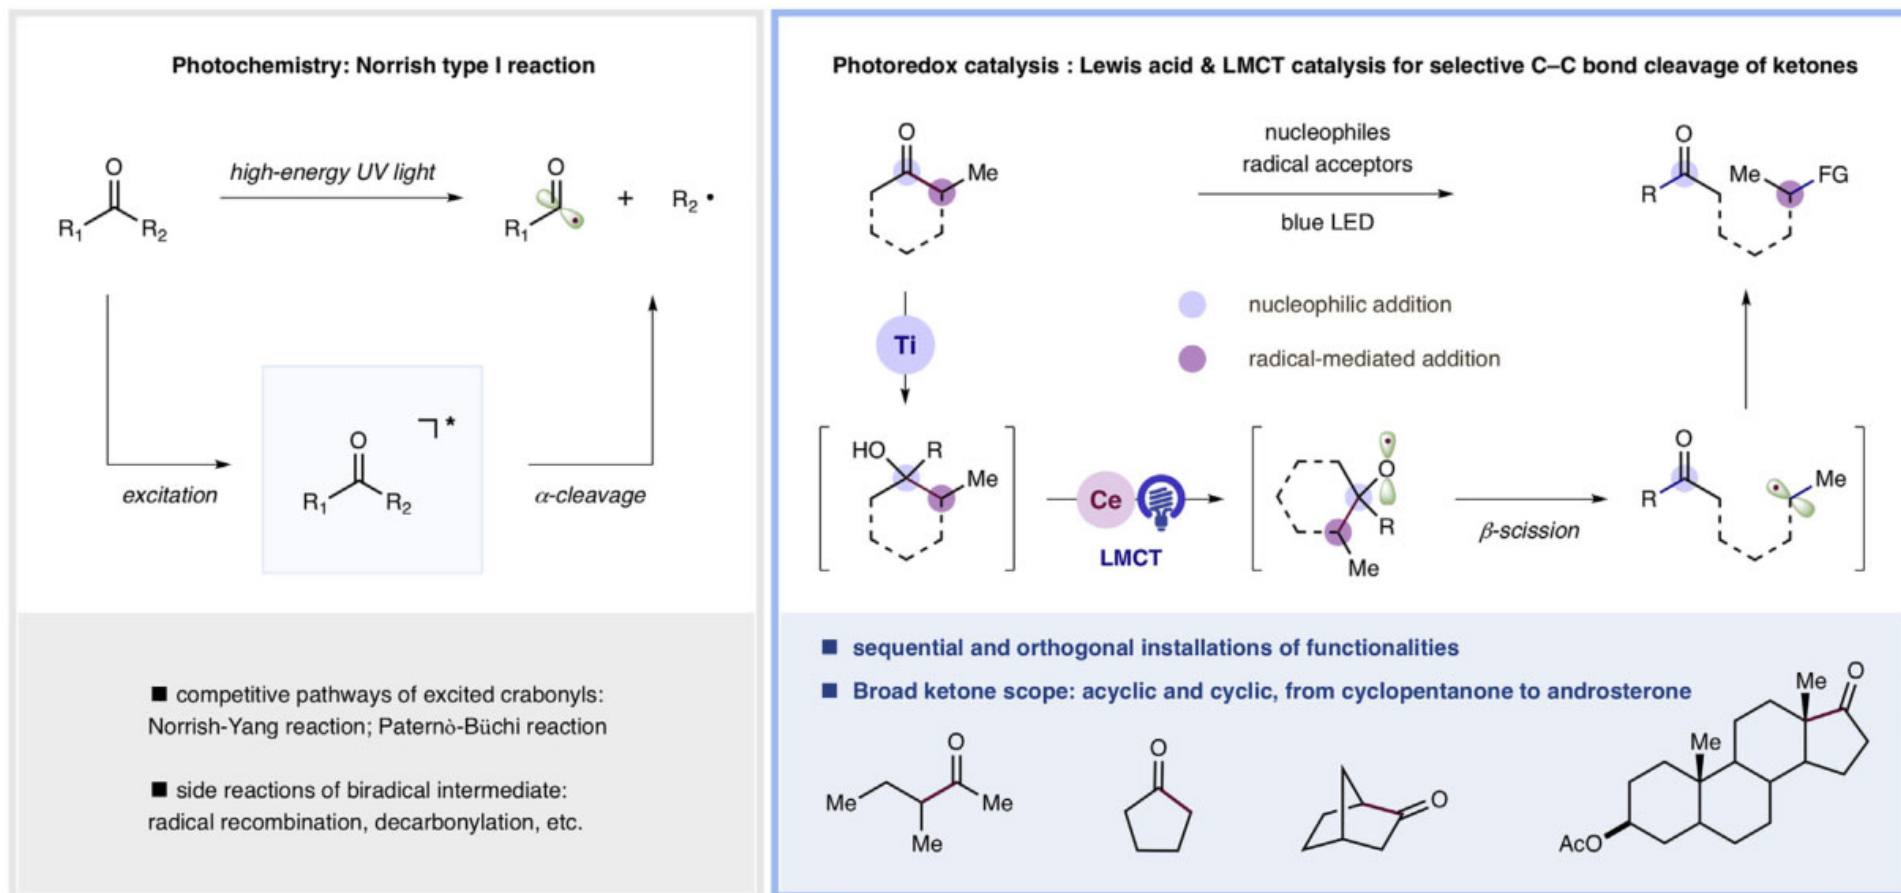 Photochemistry: Norrish type I reaction
O
R1
R2
high-energy UV light
O
R1
+
R2 •
excitation
O
R1
R2
*
α-cleavage
■ competitive pathways of excited crabonyls:
Norrish-Yang reaction; Paternò-Büchi reaction
■ side reactions of biradical intermediate:
radical recombination, decarbonylation, etc.
Photoredox catalysis : Lewis acid & LMCT catalysis for selective C–C bond cleavage of ketones
O
Me
nucleophiles
radical acceptors
blue LED
O
R
Me
FG
Ti
nucleophilic addition
radical-mediated addition
HO
R
Me
Ce
LMCT
O
R
Me
β-scission
O
R
Me
■ sequential and orthogonal installations of functionalities
■ Broad ketone scope: acyclic and cyclic, from cyclopentanone to androsterone
Me
O
Me
Me
O
O
Me
O
Me
AcO